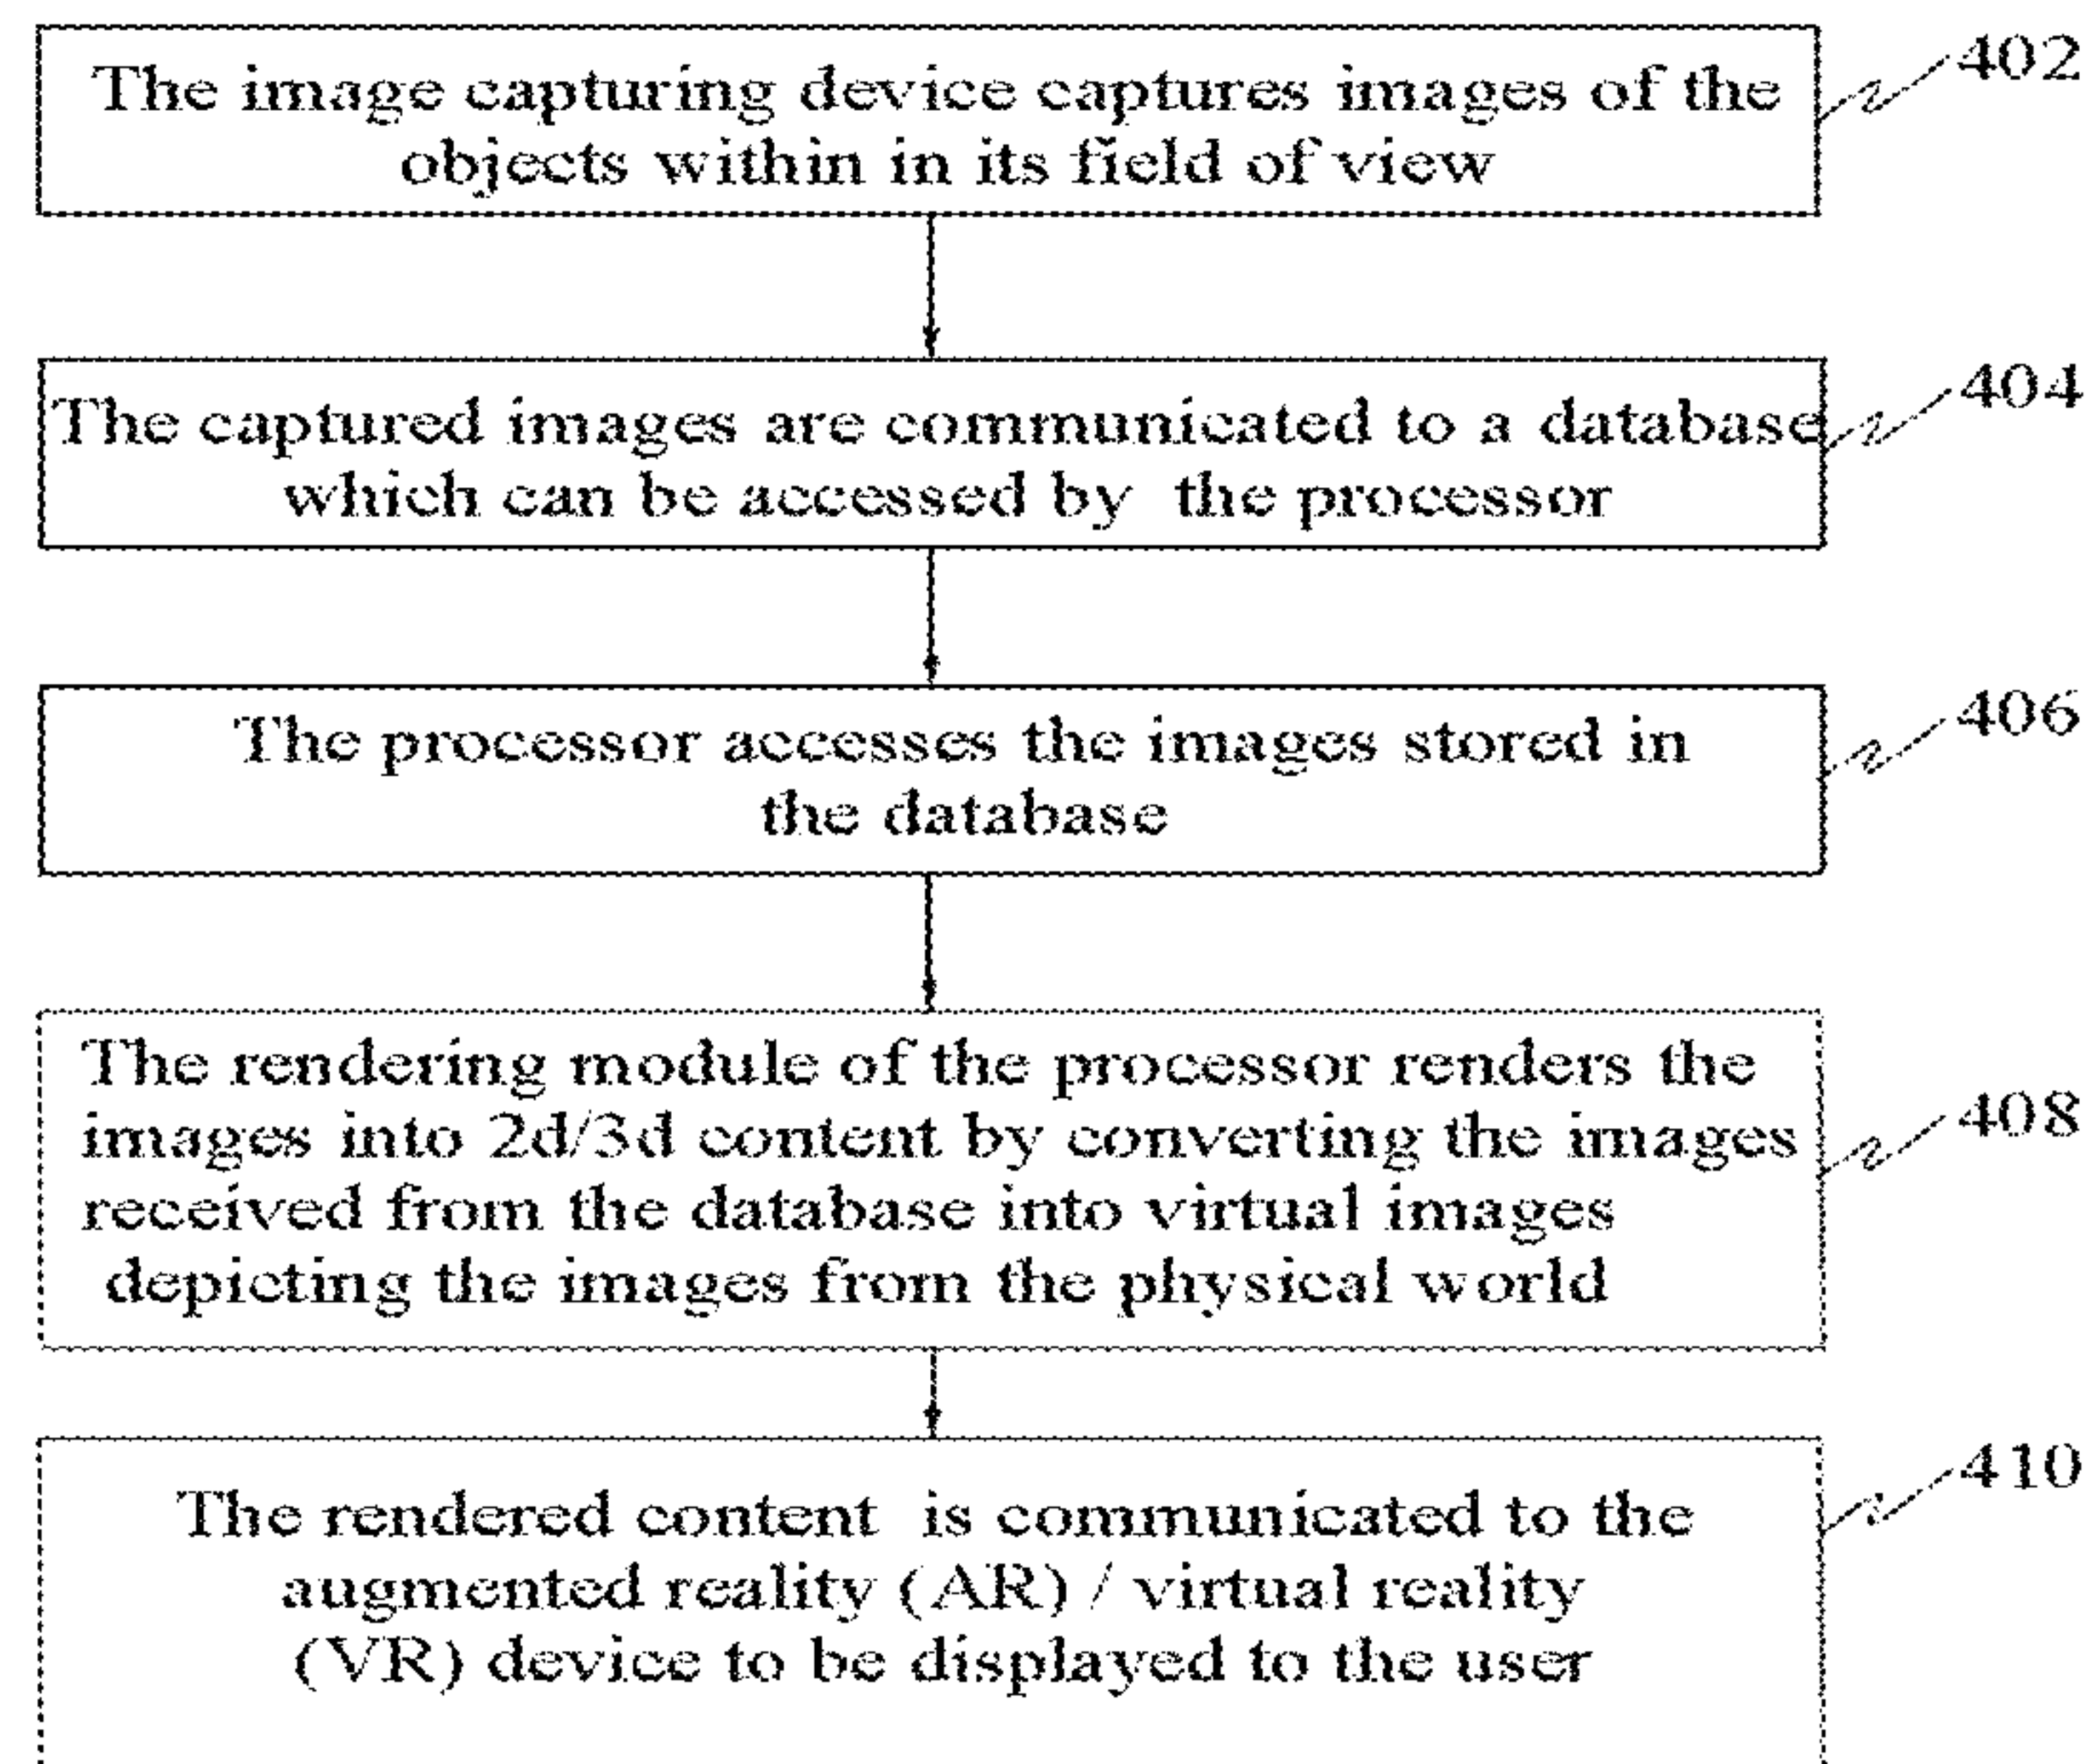 402
The image capturing device captures images of the
objects within in its field of view
404
The captured images are communicated to a database
which can be accessed by the processor
406
The processor accesses the images stored in
the database
408
The rendering module of the processor renders the
images into 2d/3d content by converting the images
received from the database into virtual images
depicting the images from the physical world
410
The rendered content is communicated to the
augmented reality (AR) / virtual reality
(VR) device to be displayed to the user